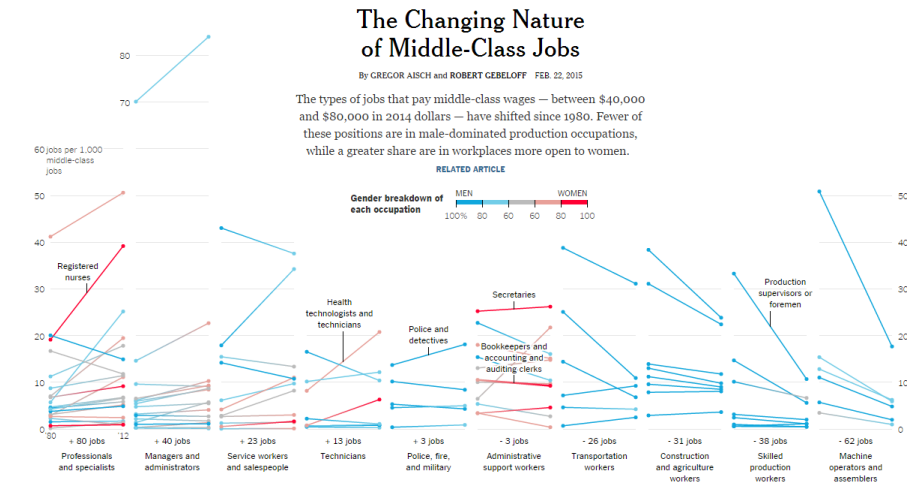 The Changing Nature
of Middle-Class Jobs
By GREGOR AISCH and ROBERT GEBELOFF FEB. 22, 2015
The types of jobs that pay middle-class wages — between $40,000
and $80,000 in 2014 dollars — have shifted since 1980. Fewer of
these positions are in male-dominated production occupations,
while a greater share are in workplaces more open to women.
RELATED ARTICLE
Gender breakdown of
each occupation
MEN WOMEN
100% 80 60 60 80 100
80
70
60 jobs per 1,000
middle-class
jobs
50 50
40 40
30 30
20 20
10 10
0 0
Registered
nurses
Health
technologists and
technicians
Police and
detectives
Secretaries
Bookkeepers and
accounting and
auditing clerks
Production
supervisors or
foremen
'80 '12
+ 80 jobs + 40 jobs + 23 jobs + 13 jobs + 3 jobs - 3 jobs - 26 jobs - 31 jobs - 38 jobs - 62 jobs
Professionals
and specialists
Managers and
administrators
Service workers
and salespeople
Technicians
Police, fire,
and military
Administrative
support workers
Transportation
workers
Construction
and agriculture
workers
Skilled
production
workers
Machine
operators and
assemblers